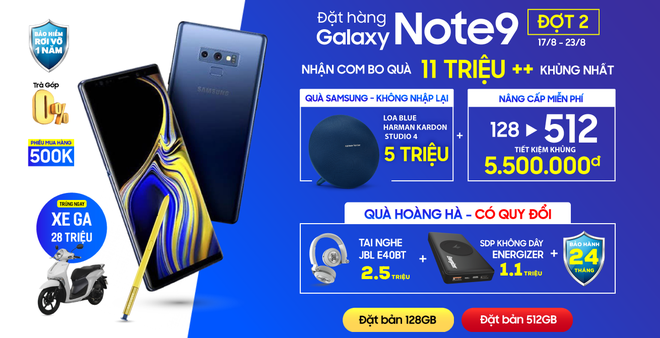 BẢO HIỂM
RƠI VỠ
1 NĂM
Trả Góp
0%
PHIẾU MUA HÀNG
500K
TRÚNG NGAY
XE GA
28 TRIỆU
SAMSUNG
Đặt hàng
Galaxy Note9
ĐỢT 2
17/8 - 23/8
NHẬN COM BO QUÀ 11 TRIỆU ++ KHỦNG NHẤT
QUÀ SAMSUNG - KHÔNG NHẬP LẠI
LOA BLUE
HARMAN KARDON
STUDIO 4
5 TRIỆU
+
NÂNG CẤP MIỄN PHÍ
128 ▶ 512
TIẾT KIỆM KHỦNG
5.500.000đ
QUÀ HOÀNG HÀ - CÓ QUY ĐỔI
TAI NGHE
JBL E40BT
2.5 TRIỆU
+
SDP KHÔNG DÂY
ENERGIZER
1.1 TRIỆU
+
BẢO HÀNH
24
THÁNG
Đặt bản 128GB
Đặt bản 512GB